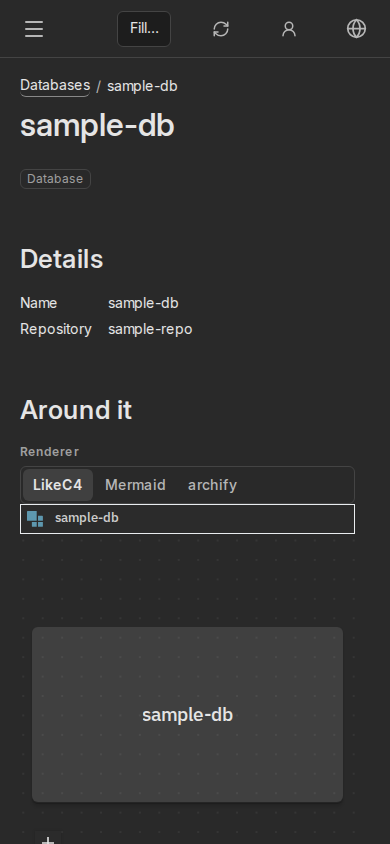 Fill...
Databases / sample-db
sample-db
Database
Details
Name sample-db
Repository sample-repo
Around it
Renderer
LikeC4 Mermaid archify
sample-db
sample-db